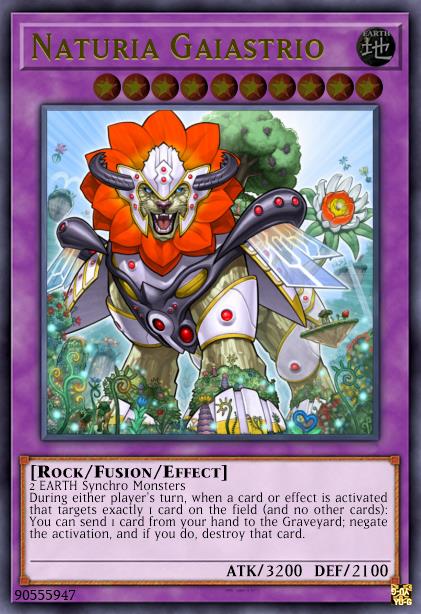 NATURIA GAIASTRIO
EARTH
地
[ROCK/FUSION/EFFECT]
2 EARTH Synchro Monsters
During either player's turn, when a card or effect is activated
that targets exactly 1 card on the field (and no other cards):
You can send 1 card from your hand to the Graveyard; negate
the activation, and if you do, destroy that card.
ATK/3200 DEF/2100
90555947